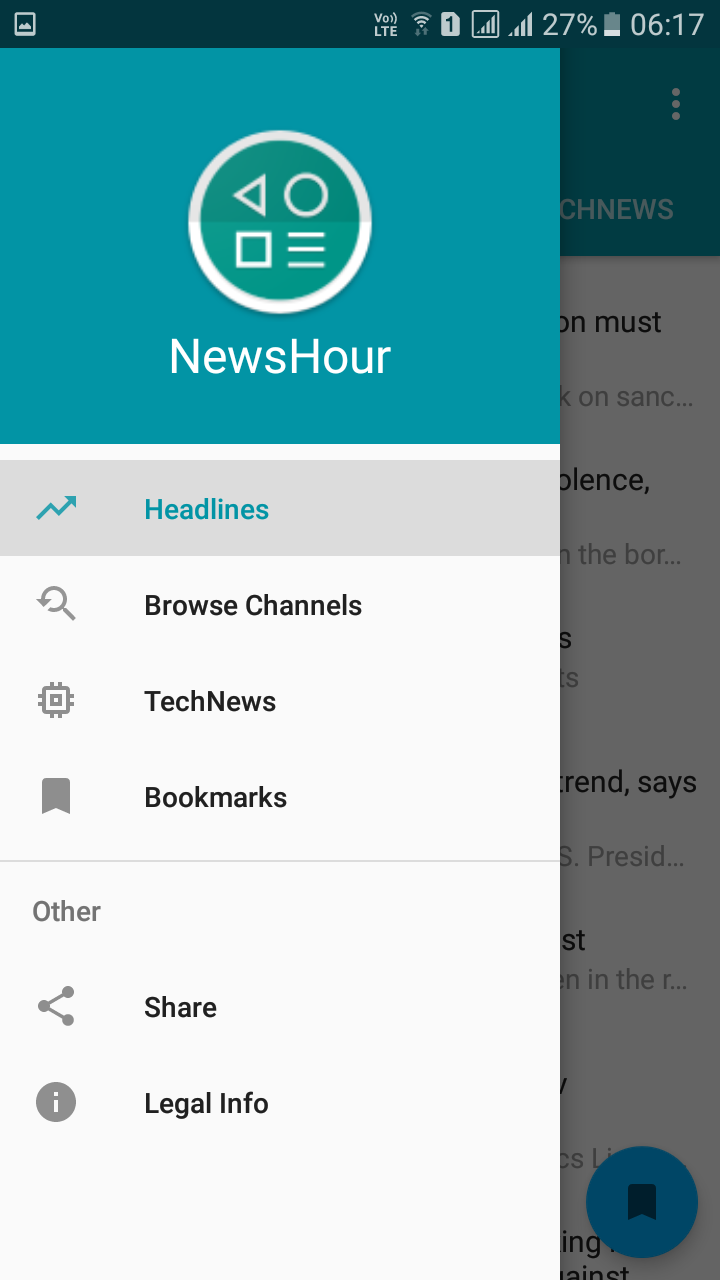 Vo)) LTE 1 27% 06:17
CHNEWS
NewsHour
on must
k on sanc...
olence,
n the bor...
s
ts
trend, says
S. Presid...
st
en in the r...
cs Li
ing
ainst
Headlines
Browse Channels
TechNews
Bookmarks
Other
Share
Legal Info